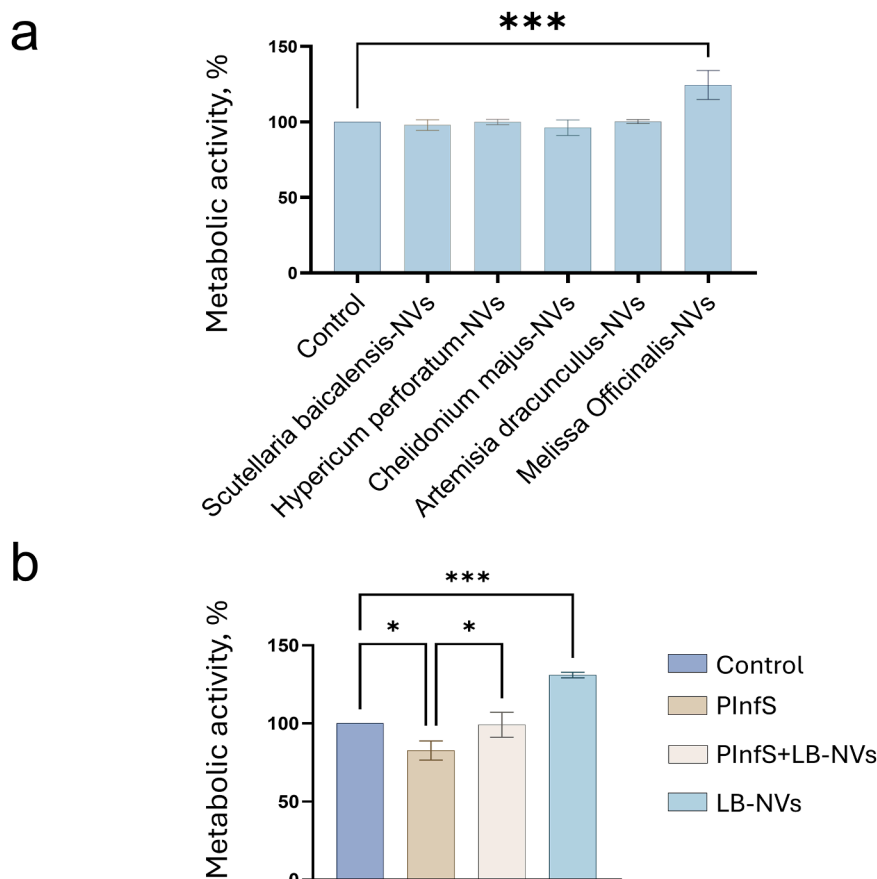 a
***
Metabolic activity, %
150
100
50
0
Control
Scutellaria baicalensis-NVs
Hypericum perforatum-NVs
Chelidonium majus-NVs
Artemisia dracunculus-NVs
Melissa Officinalis-NVs
b
***
* *
Metabolic activity, %
150
100
50
0
Control
PInfS
PInfS+LB-NVs
LB-NVs